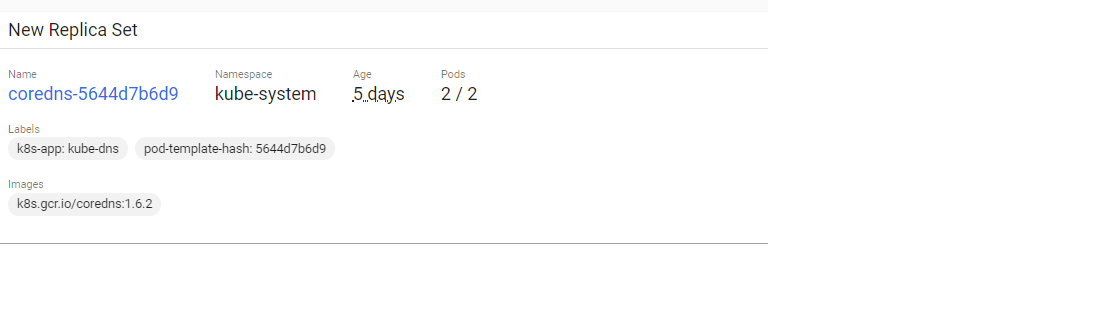 New Replica Set
Name Namespace Age Pods
coredns-5644d7b6d9 kube-system 5 days 2 / 2
Labels
k8s-app: kube-dns pod-template-hash: 5644d7b6d9
Images
k8s.gcr.io/coredns:1.6.2